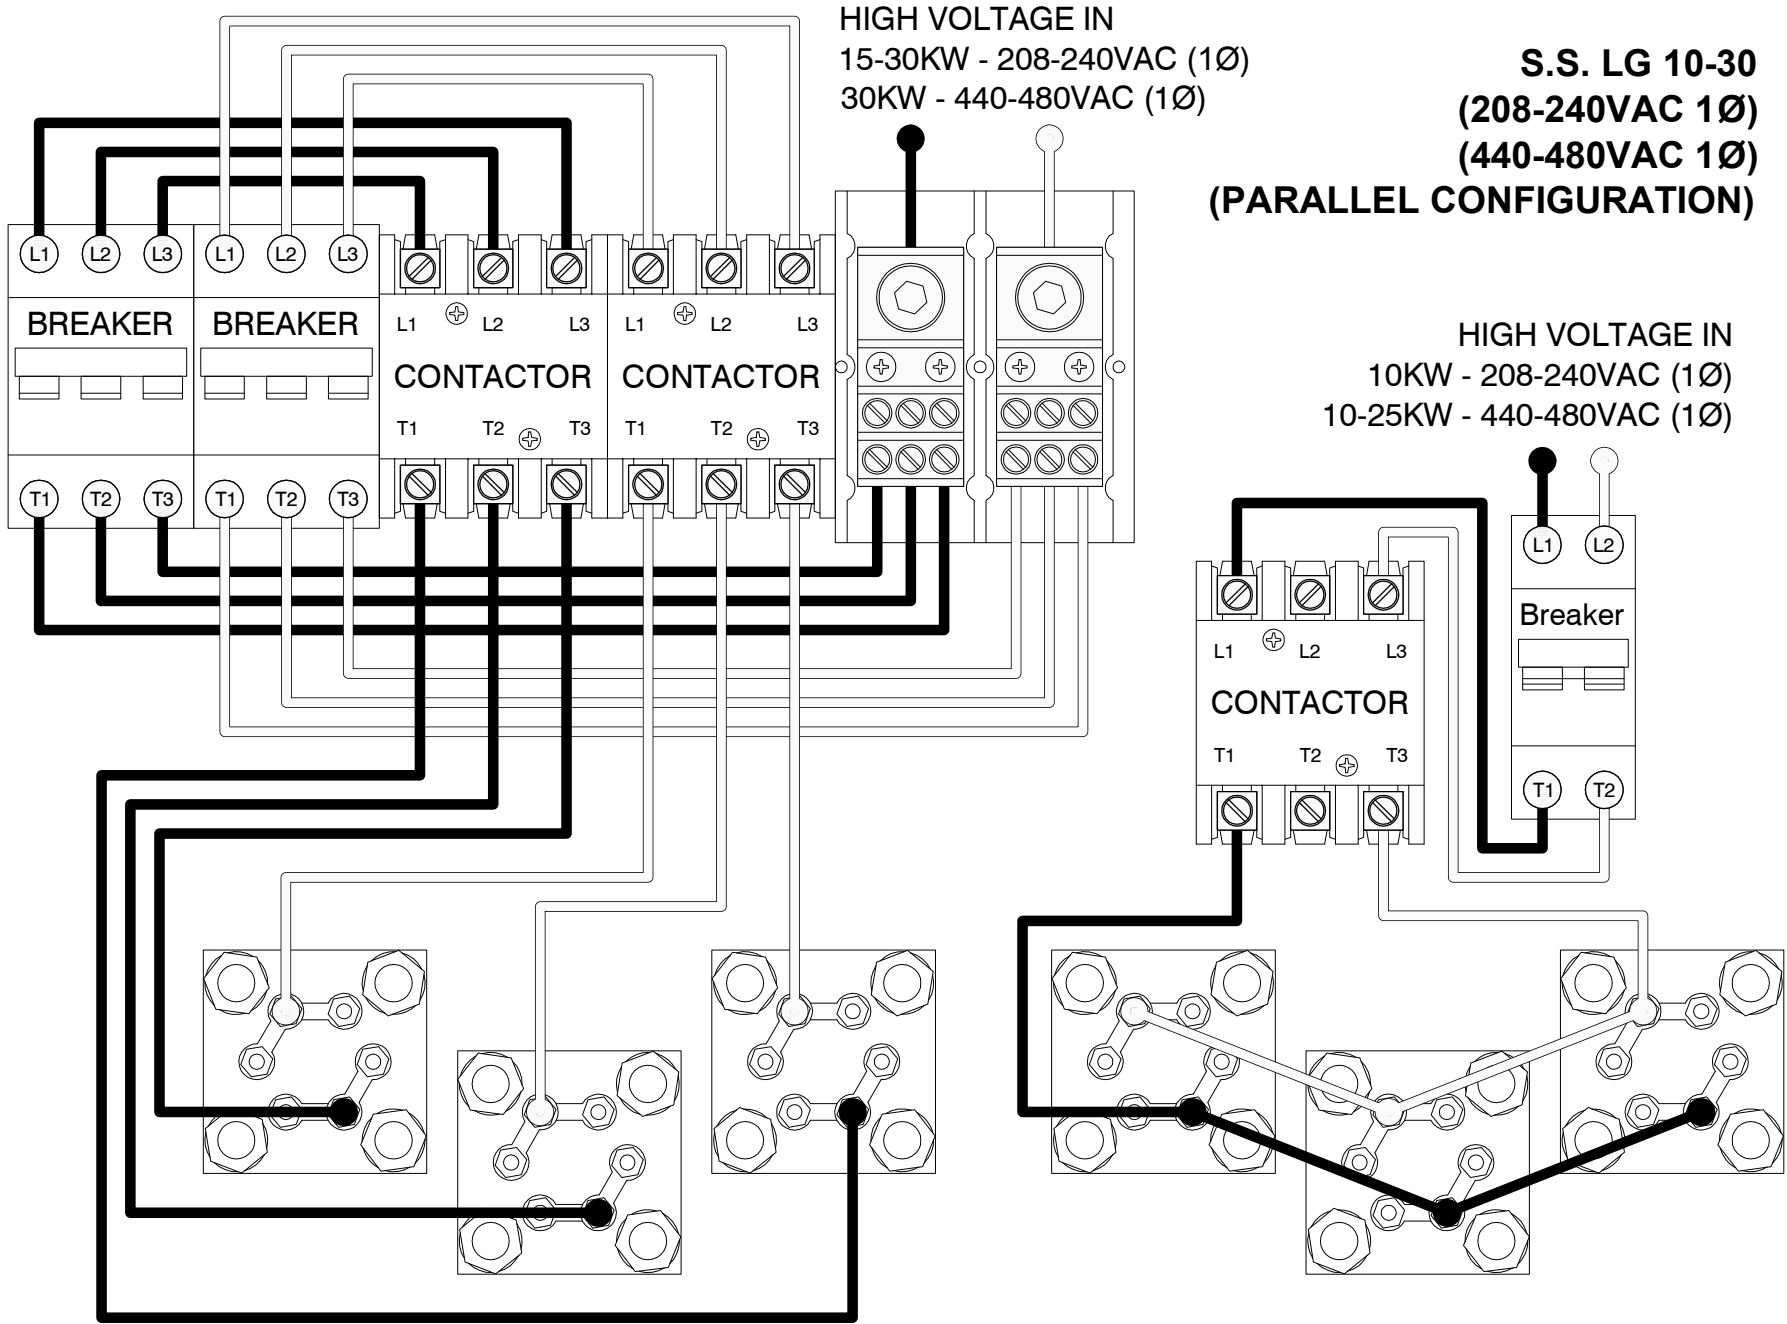 HIGH VOLTAGE IN
15-30KW - 208-240VAC (1Ø)
30KW - 440-480VAC (1Ø)
S.S. LG 10-30
(208-240VAC 1Ø)
(440-480VAC 1Ø)
(PARALLEL CONFIGURATION)
L1 L2 L3 L1 L2 L3
BREAKER BREAKER
L1 L2 L3 L1 L2 L3
CONTACTOR CONTACTOR
T1 T2 T3 T1 T2 T3
T1 T2 T3 T1 T2 T3
HIGH VOLTAGE IN
10KW - 208-240VAC (1Ø)
10-25KW - 440-480VAC (1Ø)
L1 L2
Breaker
L1 L2 L3
CONTACTOR
T1 T2 T3
T1 T2